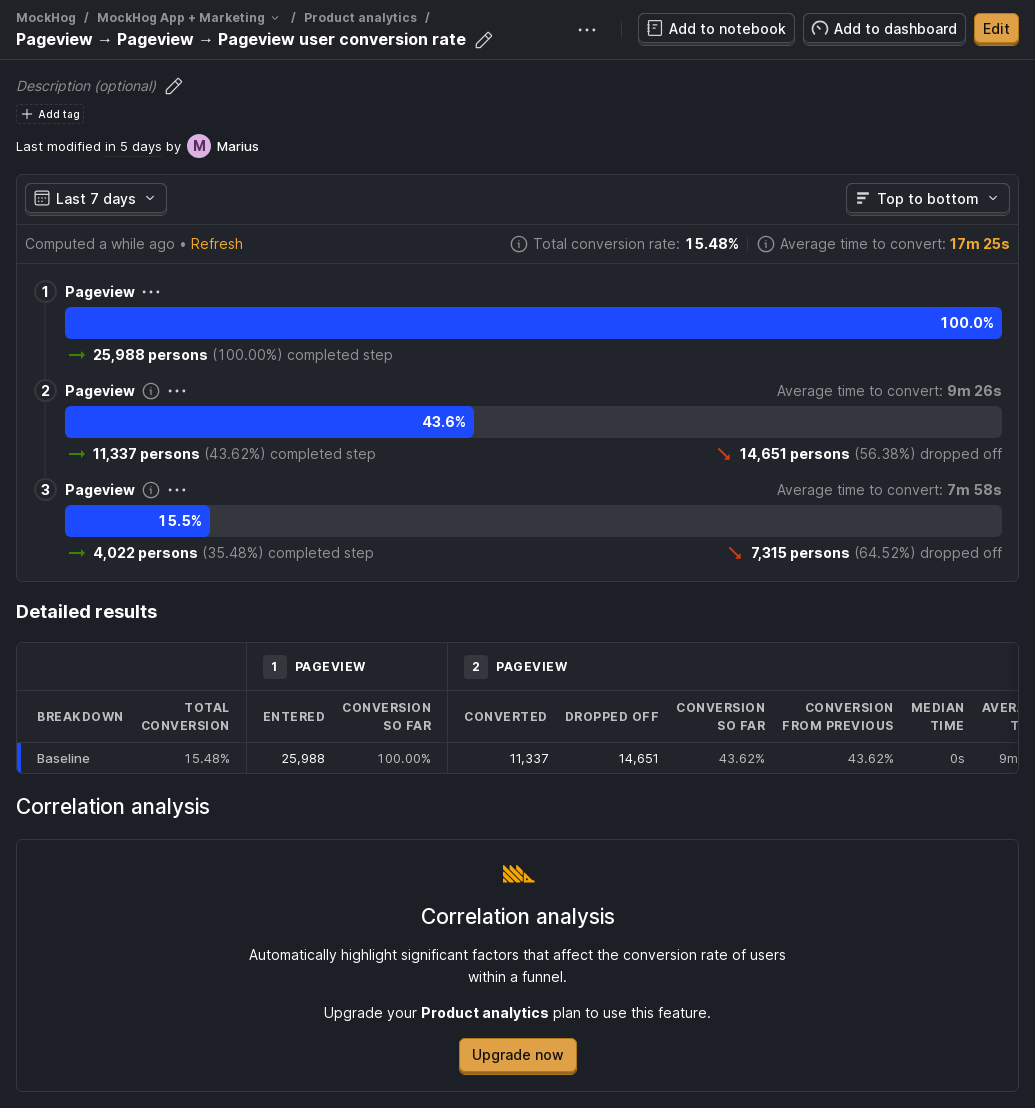 MockHog / MockHog App + Marketing / Product analytics /
Pageview → Pageview → Pageview user conversion rate
Add to notebook
Add to dashboard
Edit
Description (optional)
Add tag
Last modified in 5 days by M Marius
Last 7 days
Top to bottom
Computed a while ago • Refresh
Total conversion rate: 15.48%
Average time to convert: 17m 25s
1 Pageview
100.0%
25,988 persons (100.00%) completed step
2 Pageview
Average time to convert: 9m 26s
43.6%
11,337 persons (43.62%) completed step
14,651 persons (56.38%) dropped off
3 Pageview
Average time to convert: 7m 58s
15.5%
4,022 persons (35.48%) completed step
7,315 persons (64.52%) dropped off
Detailed results
1 PAGEVIEW
2 PAGEVIEW
BREAKDOWN
TOTAL
CONVERSION
ENTERED
CONVERSION
SO FAR
CONVERTED
DROPPED OFF
CONVERSION
SO FAR
CONVERSION
FROM PREVIOUS
MEDIAN
TIME
Baseline 15.48% 25,988 100.00% 11,337 14,651 43.62% 43.62% 0s 9m
Correlation analysis
Correlation analysis
Automatically highlight significant factors that affect the conversion rate of users
within a funnel.
Upgrade your Product analytics plan to use this feature.
Upgrade now